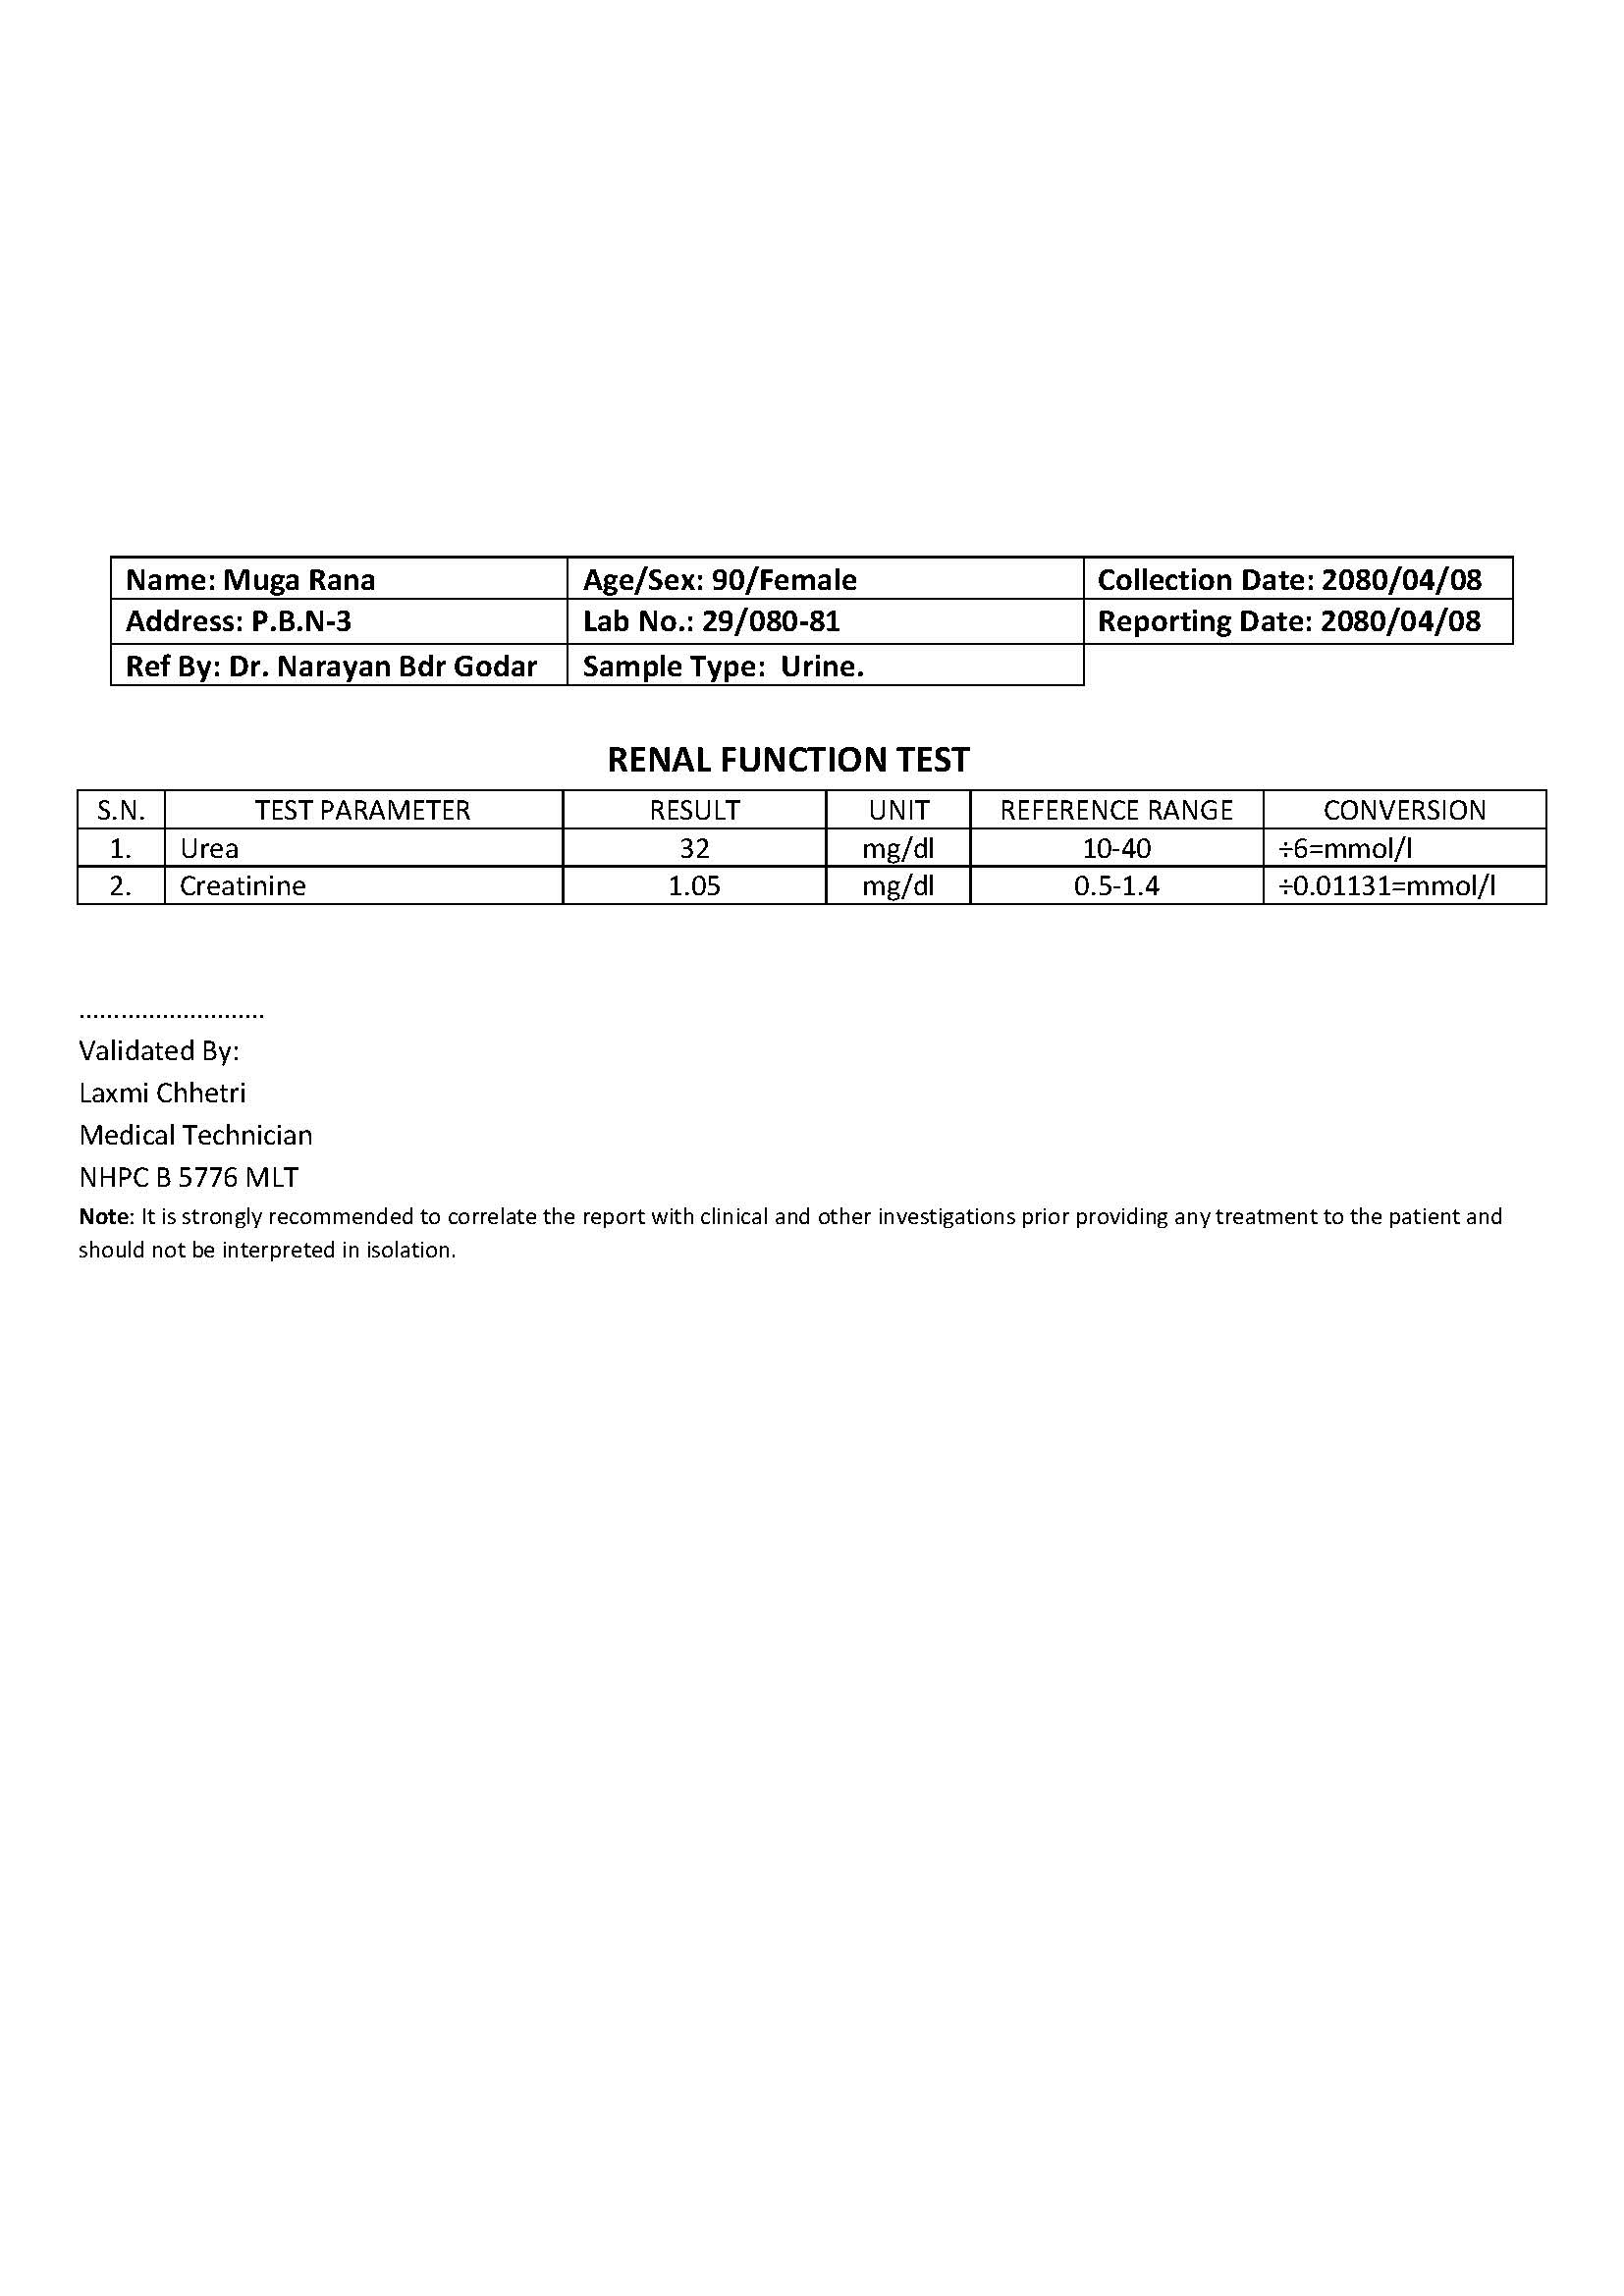 Name: Muga Rana Age/Sex: 90/Female Collection Date: 2080/04/08
Address: P.B.N-3 Lab No.: 29/080-81 Reporting Date: 2080/04/08
Ref By: Dr. Narayan Bdr Godar Sample Type: Urine.
RENAL FUNCTION TEST
S.N. TEST PARAMETER RESULT UNIT REFERENCE RANGE CONVERSION
1. Urea 32 mg/dl 10-40 ÷6=mmol/l
2. Creatinine 1.05 mg/dl 0.5-1.4 ÷0.01131=mmol/l
...........................
Validated By:
Laxmi Chhetri
Medical Technician
NHPC B 5776 MLT
Note: It is strongly recommended to correlate the report with clinical and other investigations prior providing any treatment to the patient and
should not be interpreted in isolation.